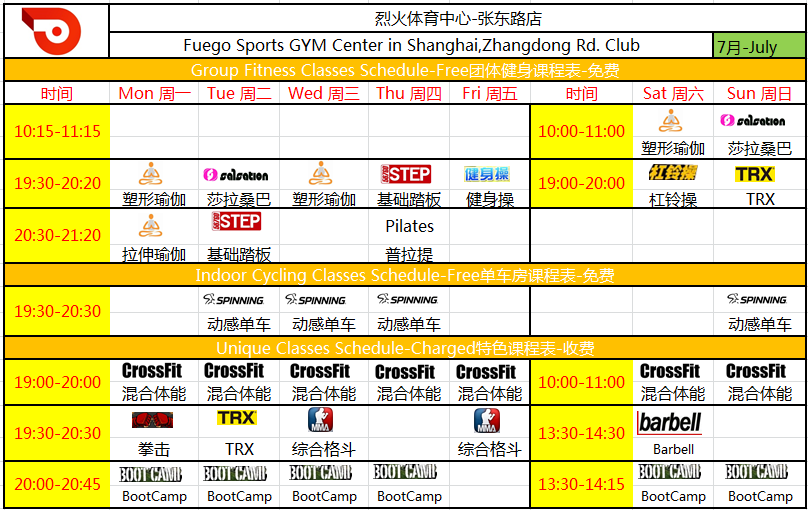 烈火体育中心-张东路店
Fuego Sports GYM Center in Shanghai,Zhangdong Rd. Club 7月-July
Group Fitness Classes Schedule-Free团体健身课程表-免费
时间 Mon 周一 Tue 周二 Wed 周三 Thu 周四 Fri 周五 时间 Sat 周六 Sun 周日
10:15-11:15 10:00-11:00 salsation
塑形瑜伽 莎拉桑巴
19:30-20:20 salsation STEP 健身操 19:00-20:00 杠铃操 TRX
塑形瑜伽 莎拉桑巴 塑形瑜伽 基础踏板 健身操 杠铃操 TRX
20:30-21:20 STEP Pilates
拉伸瑜伽 基础踏板 普拉提
Indoor Cycling Classes Schedule-Free单车房课程表-免费
19:30-20:30 SPINNING SPINNING SPINNING SPINNING
动感单车 动感单车 动感单车 动感单车
Unique Classes Schedule-Charged特色课程表-收费
19:00-20:00 CrossFit CrossFit CrossFit CrossFit CrossFit 10:00-11:00 CrossFit CrossFit
混合体能 混合体能 混合体能 混合体能 混合体能 混合体能 混合体能
19:30-20:30 TRX MMA MMA 13:30-14:30 barbell
拳击 TRX 综合格斗 综合格斗 Barbell
20:00-20:45 BOOT CAMP BOOT CAMP BOOT CAMP BOOT CAMP 13:30-14:15 BOOT CAMP BOOT CAMP
BootCamp BootCamp BootCamp BootCamp BootCamp BootCamp